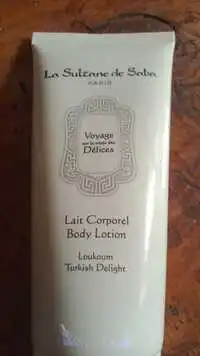 La Sultane de Saba
PARIS
Voyage
sur la route des
Délices
Lait Corporel
Body Lotion
Loukoum
Turkish Delight